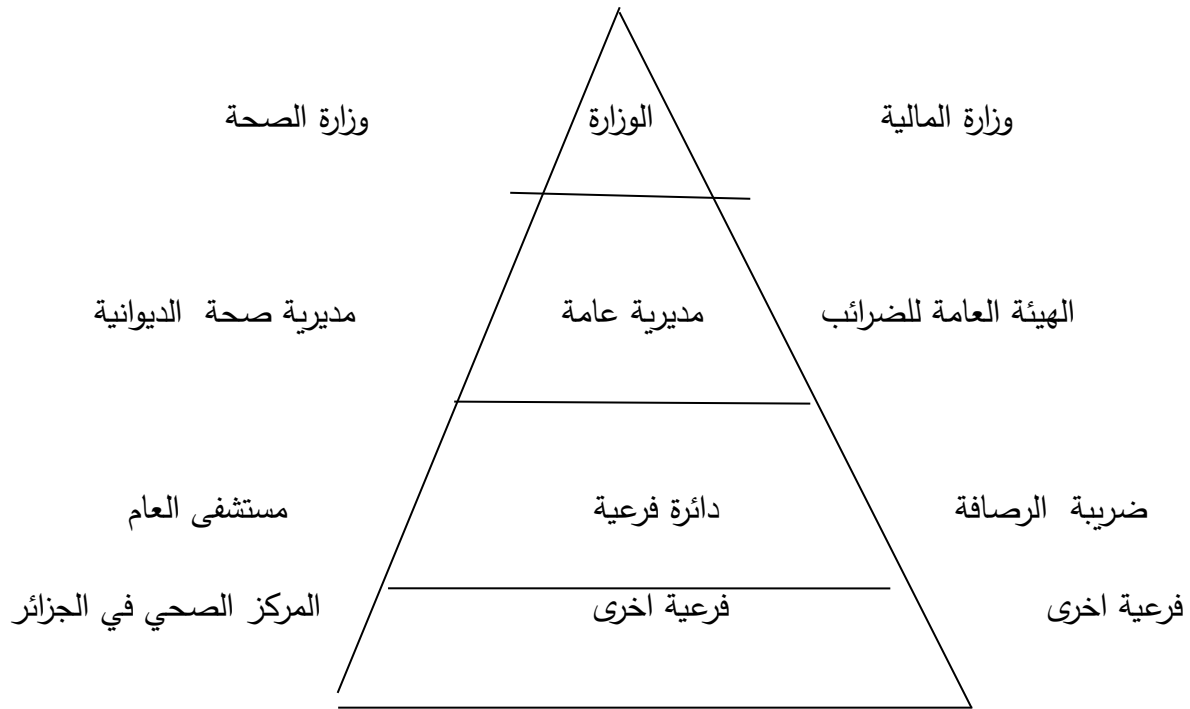 وزارة المالية الوزارة وزارة الصحة
الهيئة العامة للضرائب مديرية عامة مديرية صحة الديوانية
ضريبة الرصافة دائرة فرعية مستشفى العام
فرعية اخرى فرعية اخرى المركز الصحي في الجزائر